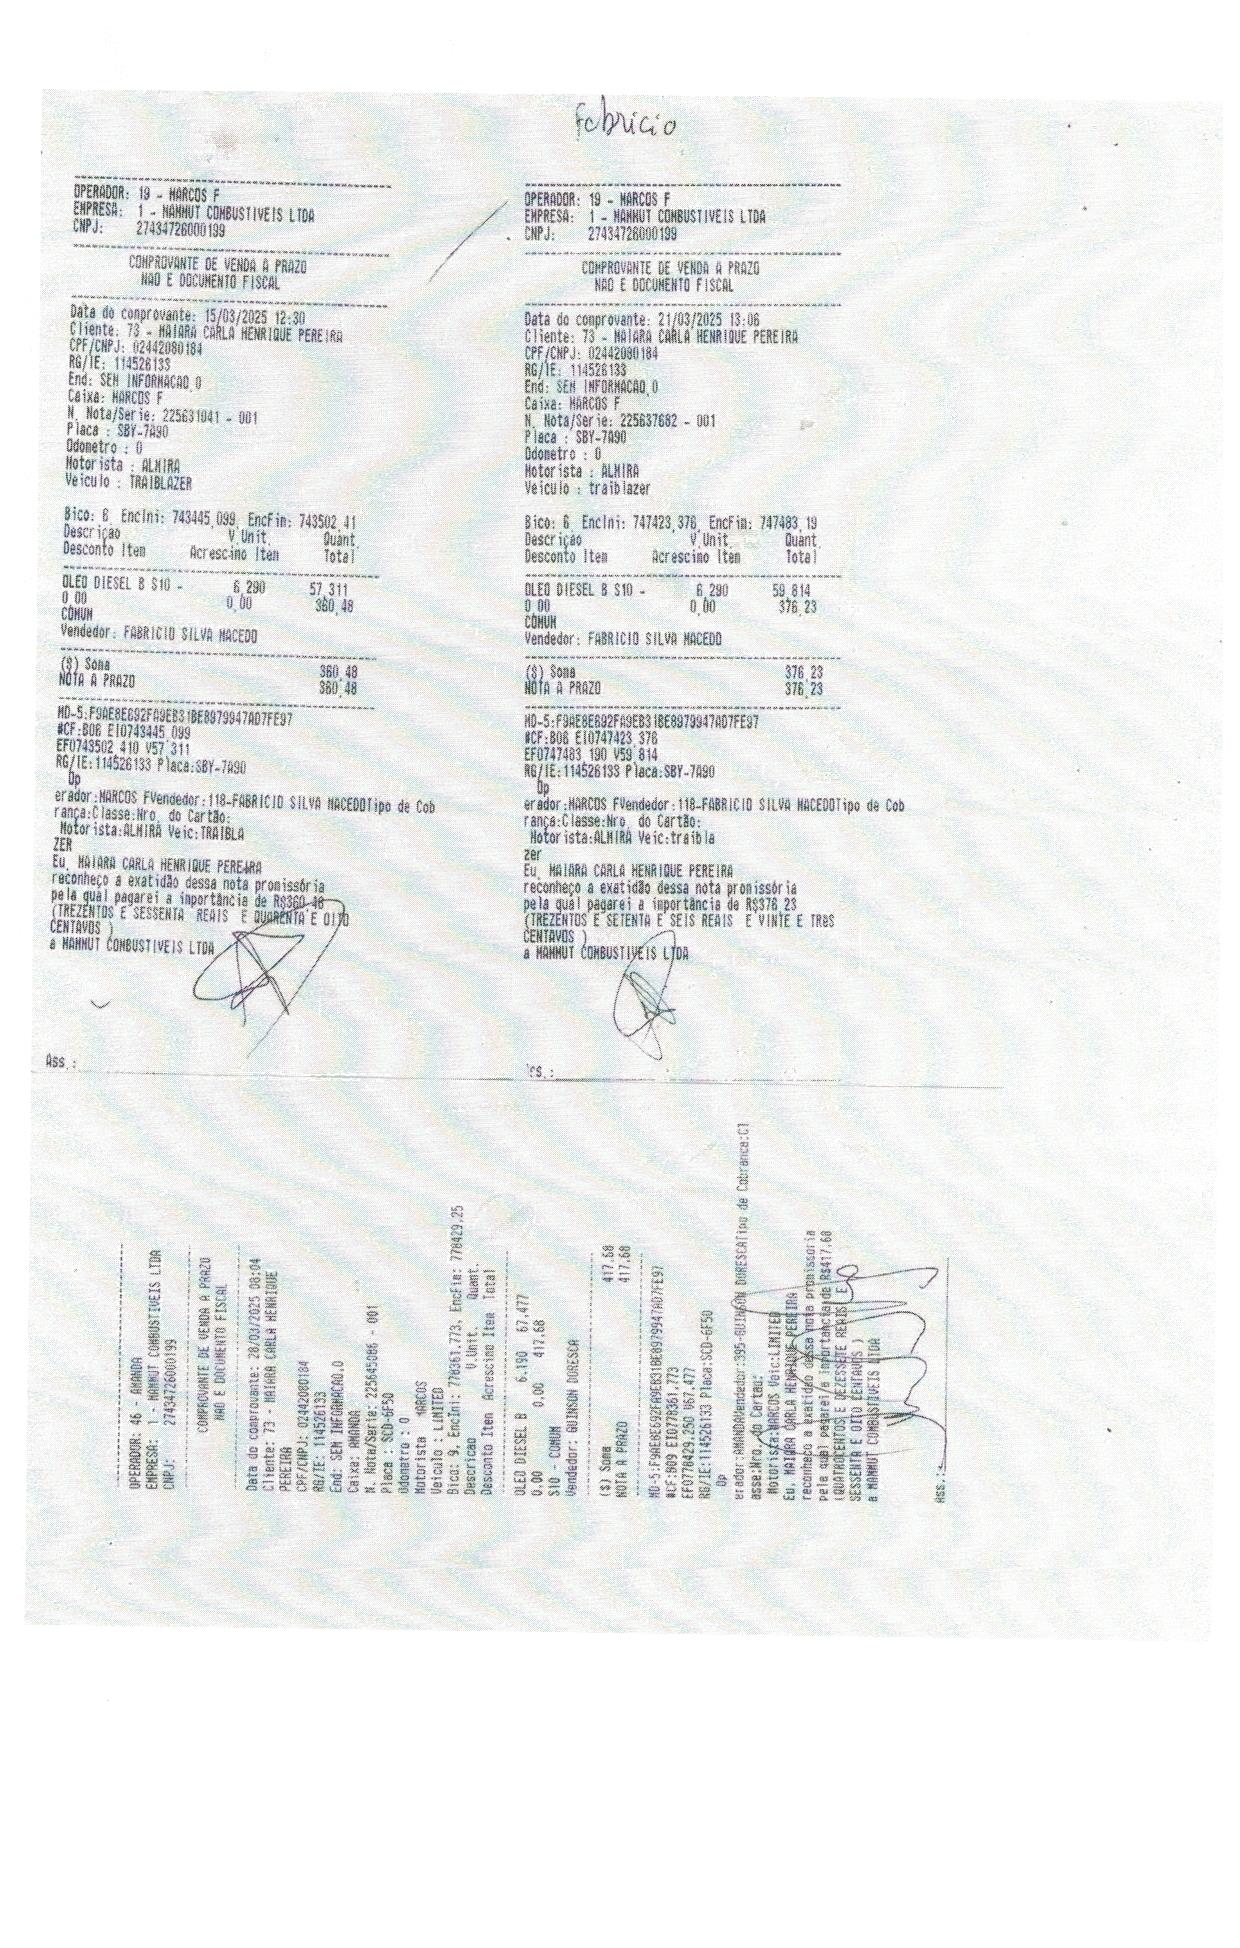 Fabricio
OPERADOR: 19 - MARCOS F
EMPRESA: 1 - MAMMUT COMBUSTIVEIS LTDA
CNPJ: 27434726000199
COMPROVANTE DE VENDA A PRAZO
NAO E DOCUMENTO FISCAL
Data do comprovante: 15/03/2025 12:30
Cliente: 73 - MAIARA CARLA HENRIQUE PEREIRA
CPF/CNPJ: 02442080184
RG/IE: 114526133
End: SEM INFORMACAO,0
Caixa: MARCOS F
N. Nota/Serie: 225631041 - 001
Placa : SBY-7A90
Odometro : 0
Motorista : ALMIRA
Veiculo : TRAIBLAZER
Bico: 6 EncIni: 743445,099, EncFin: 743502,41
Descriçao V.Unit. Quant.
Desconto Item Acrescimo Item Total
OLEO DIESEL B S10 - 6,290 57,311
0,00 0,00 360,48
COMUM
Vendedor: FABRICIO SILVA MACEDO
($) Soma 360,48
NOTA A PRAZO 360,48
MD-5:F9AE8E692FA9EB31BE8979947AD7FE97
#CF:B06 EI0743445,099
EF0743502,410 V57,311
RG/IE:114526133 Placa:SBY-7A90
Op
erador:MARCOS FVendedor:118-FABRICIO SILVA MACEDOTipo de Cob
rança:Classe:Nro. do Cartão:
Motorista:ALMIRA Veic:TRAIBLA
ZER
Eu, MAIARA CARLA HENRIQUE PEREIRA
reconheço a exatidão dessa nota promissória
pela qual pagarei a importância de R$360,48
(TREZENTOS E SESSENTA REAIS E QUARENTA E OITO
CENTAVOS )
a MAMMUT COMBUSTIVEIS LTDA
Ass.:
OPERADOR: 19 - MARCOS F
EMPRESA: 1 - MAMMUT COMBUSTIVEIS LTDA
CNPJ: 27434726000199
COMPROVANTE DE VENDA A PRAZO
NAO E DOCUMENTO FISCAL
Data do comprovante: 21/03/2025 13:06
Cliente: 73 - MAIARA CARLA HENRIQUE PEREIRA
CPF/CNPJ: 02442080184
RG/IE: 114526133
End: SEM INFORMACAO,0
Caixa: MARCOS F
N. Nota/Serie: 225637682 - 001
Placa : SBY-7A90
Odometro : 0
Motorista : ALMIRA
Veiculo : traiblazer
Bico: 6 EncIni: 747423,376, EncFin: 747483,19
Descriçao V.Unit. Quant.
Desconto Item Acrescimo Item Total
OLEO DIESEL B S10 - 6,290 59,814
0,00 0,00 376,23
COMUM
Vendedor: FABRICIO SILVA MACEDO
($) Soma 376,23
NOTA A PRAZO 376,23
MD-5:F9AE8E692FA9EB31BE8979947AD7FE97
#CF:B06 EI0747423,376
EF0747483,190 V59,814
RG/IE:114526133 Placa:SBY-7A90
Op
erador:MARCOS FVendedor:118-FABRICIO SILVA MACEDOTipo de Cob
rança:Classe:Nro. do Cartão:
Motorista:ALMIRA Veic:traibla
zer
Eu, MAIARA CARLA HENRIQUE PEREIRA
reconheço a exatidão dessa nota promissória
pela qual pagarei a importância de R$376,23
(TREZENTOS E SETENTA E SEIS REAIS E VINTE E TRES
CENTAVOS )
a MAMMUT COMBUSTIVEIS LTDA
OPERADOR: 46 - AMANDA
EMPRESA: 1 - MAMMUT COMBUSTIVEIS LTDA
CNPJ: 27434726000199
COMPROVANTE DE VENDA A PRAZO
NAO E DOCUMENTO FISCAL
Data do comprovante: 28/03/2025 08:04
Cliente: 73 - MAIARA CARLA HENRIQUE
PEREIRA
CPF/CNPJ: 02442080184
RG/IE: 114526133
End: SEM INFORMACAO,0
Caixa: AMANDA
N. Nota/Serie: 225645086 - 001
Placa : SCD-6F50
Odometro : 0
Motorista MARCOS
Veiculo : LIMITED
Bico: 9, EncIni: 778361,773, EncFin: 778429,25
Descricao V.Unit. Quant.
Desconto Item Acrescimo Item Total
OLEO DIESEL B 6,190 67,477
0,00 0,00 417,68
S10 - COMUM
Vendedor: GUINSON DORESCA
($) Soma 417,68
NOTA A PRAZO 417,68
MD-5:F9AE8E692FA9EB31BE8979947AD7FE97
#CF:B09 EI0778361,773
EF0778429,250 V67,477
RG/IE:114526133 Placa:SCD-6F50
Op
erador:AMANDAVendedor:395-GUINSON DORESCATipo de Cobranca:Cl
asse:Nro. do Cartao:
Motorista:MARCOS Veic:LIMITED
Eu, MAIARA CARLA HENRIQUE PEREIRA
reconheço a exatidao dessa nota promissoria
pela qual pagarei a importancia de R$417,68
(QUATROCENTOS E DEZESSETE REAIS E
SESSENTA E OITO CENTAVOS )
a MAMMUT COMBUSTIVEIS LTDA
Ass.: